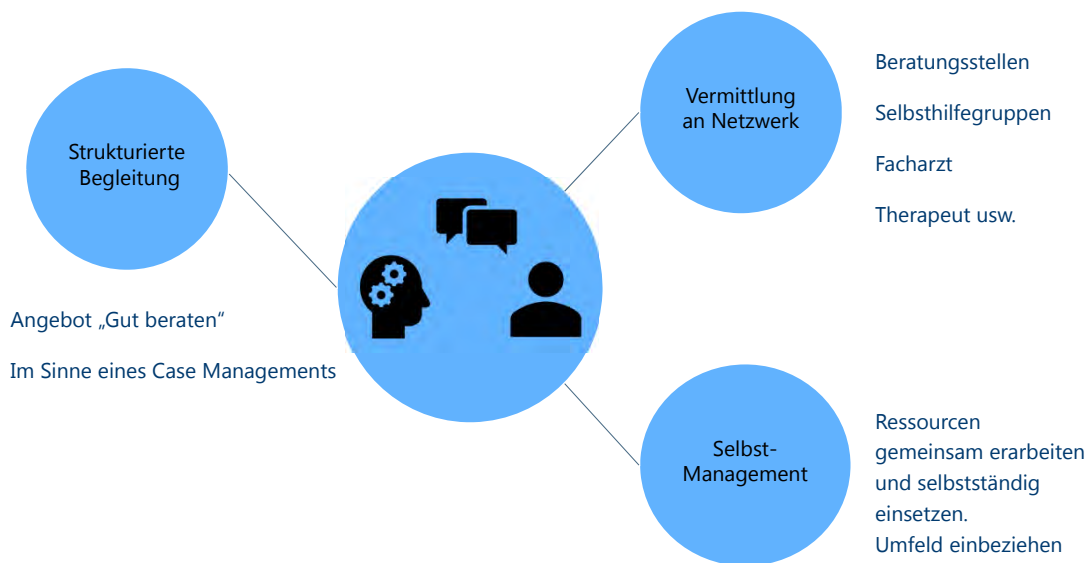 Strukturierte
Begleitung
Angebot „Gut beraten“
Im Sinne eines Case Managements
Vermittlung
an Netzwerk
Beratungsstellen
Selbsthilfegruppen
Facharzt
Therapeut usw.
Selbst-
Management
Ressourcen
gemeinsam erarbeiten
und selbstständig
einsetzen.
Umfeld einbeziehen